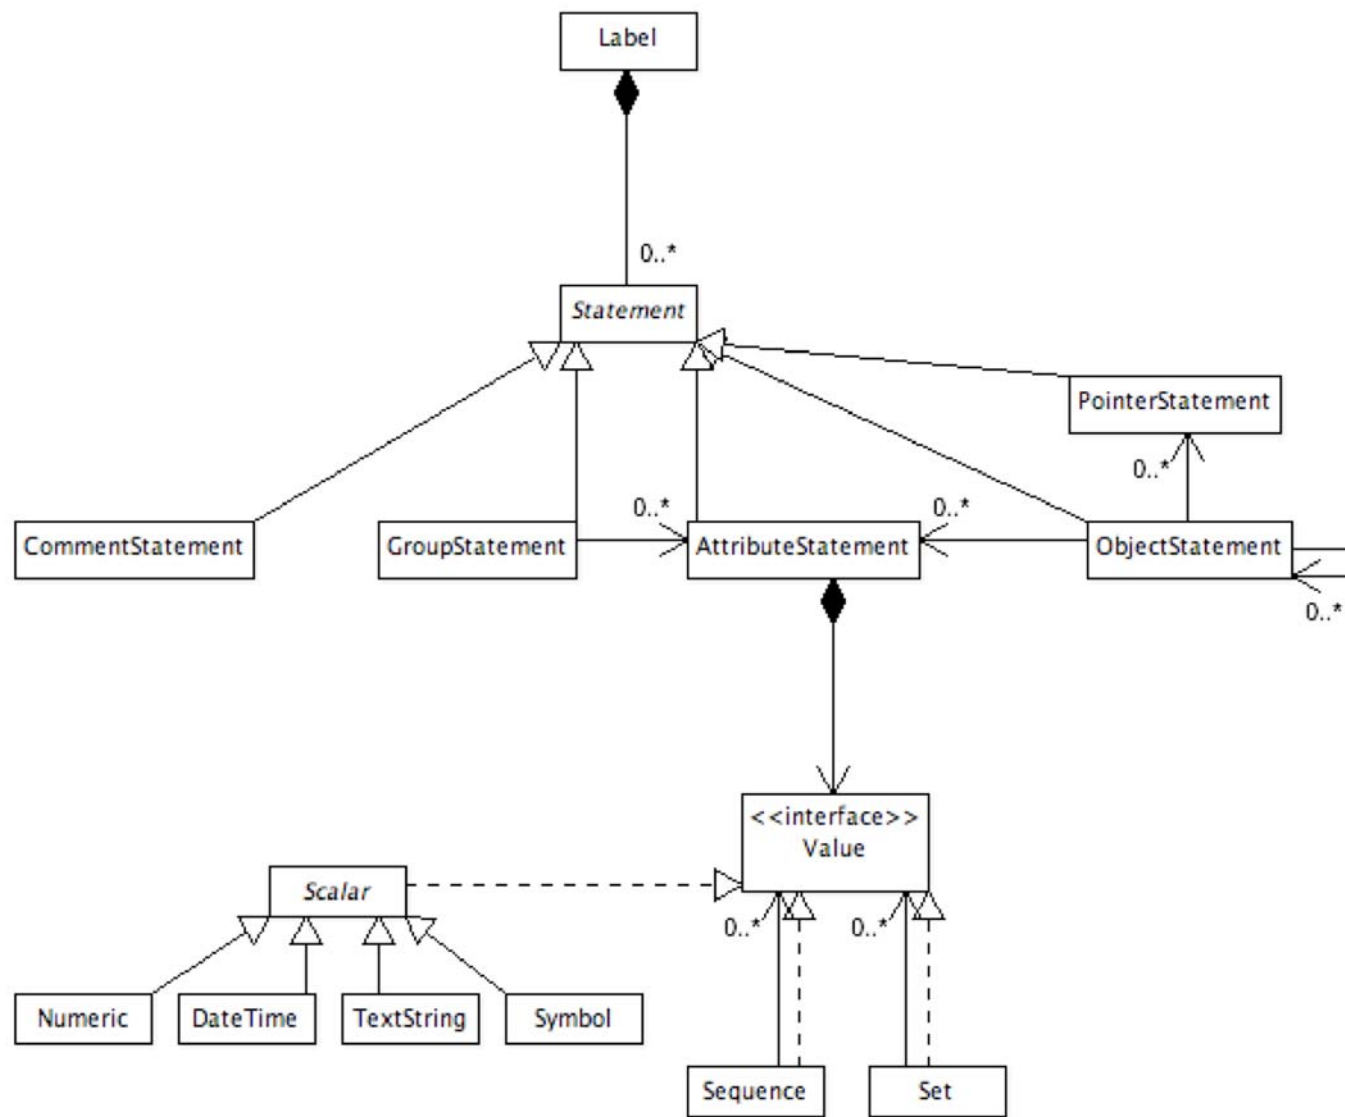 Label
0..*
Statement
PointerStatement
0..*
0..*
0..*
CommentStatement
GroupStatement
AttributeStatement
ObjectStatement
0..*
<<interface>>
Value
Scalar
0..*
0..*
Numeric
DateTime
TextString
Symbol
Sequence
Set